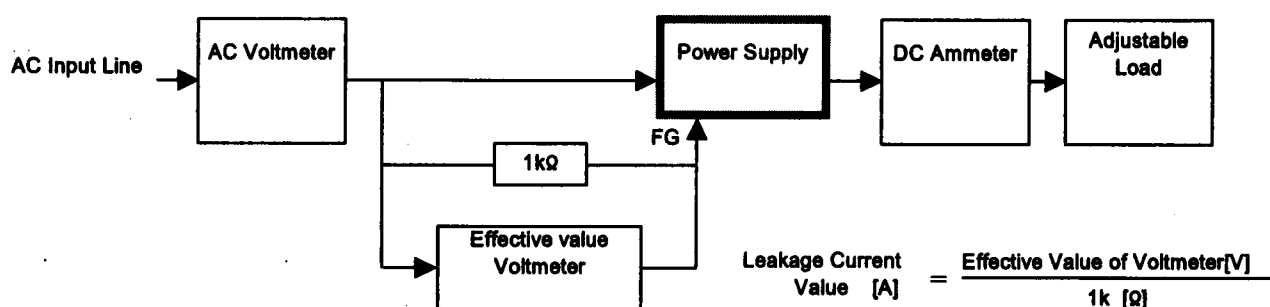 AC Input Line
AC Voltmeter
Power Supply
DC Ammeter
Adjustable
Load
FG
1kΩ
Effective value
Voltmeter
Leakage Current
Value [A]
=
Effective Value of Voltmeter[V]
1k [Ω]